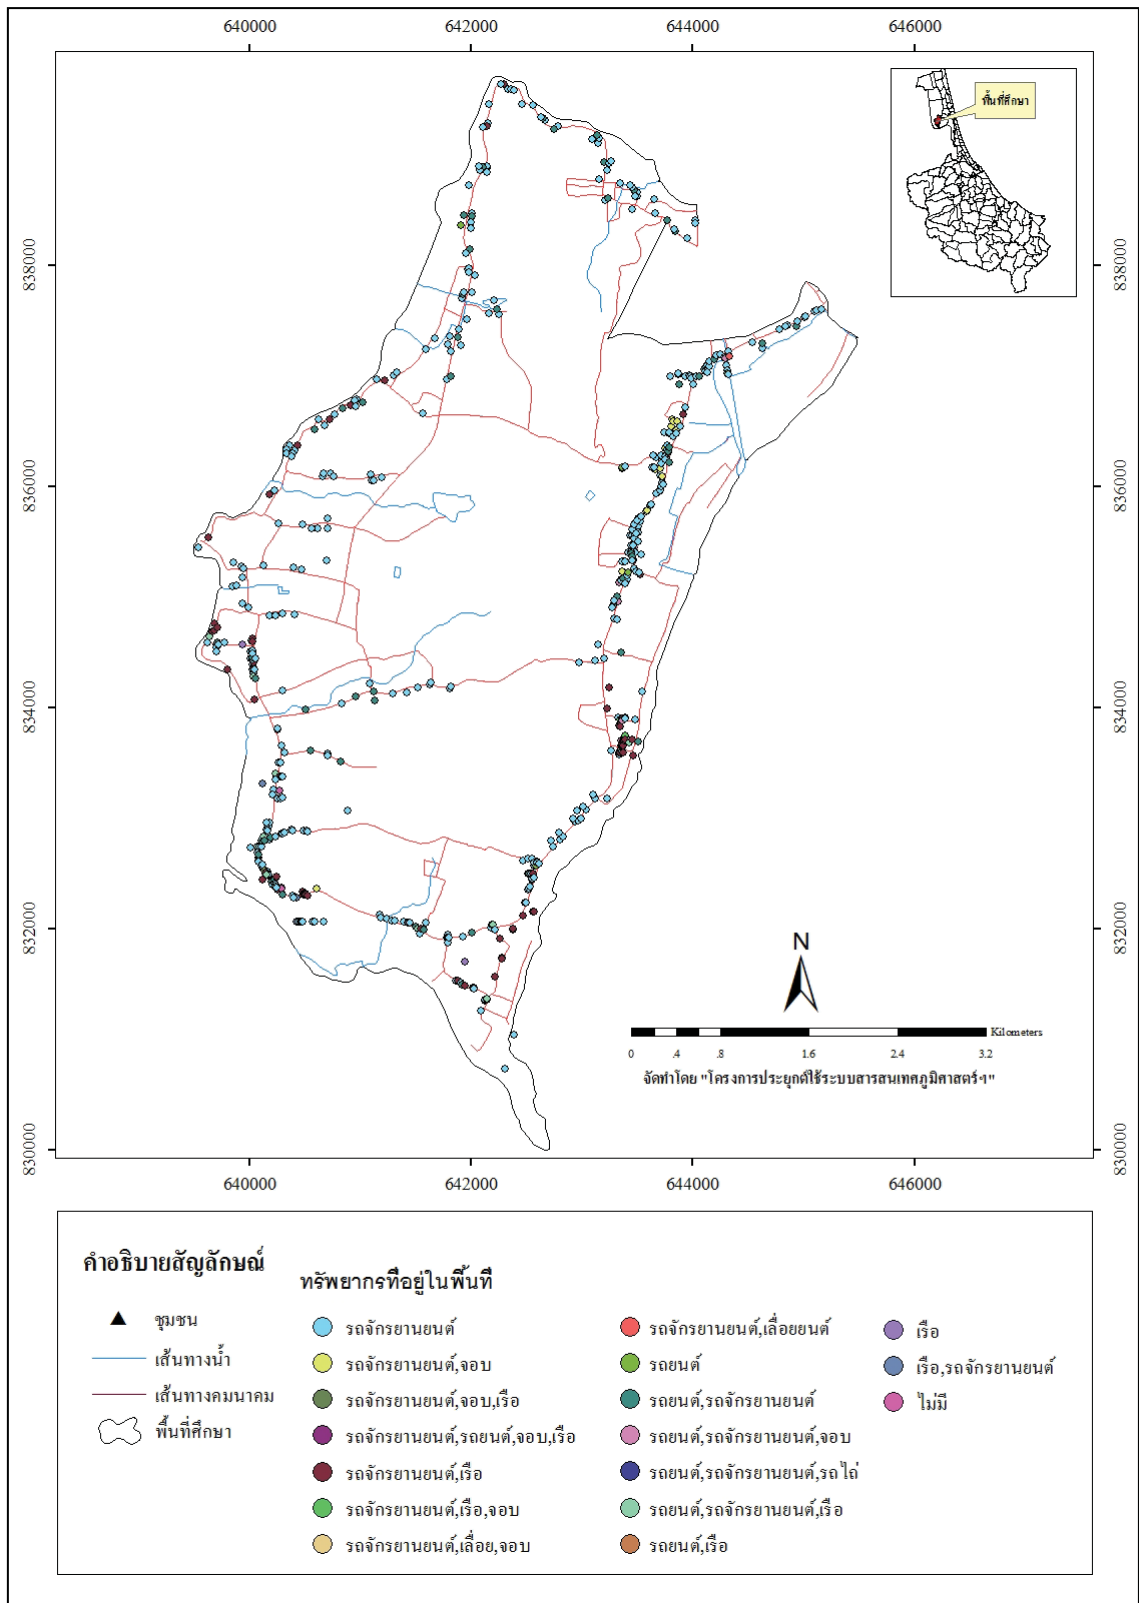 640000 642000 644000 646000
พื้นที่ศึกษา
838000 838000
836000 836000
834000 834000
832000 832000
830000 830000
N
Kilometers
0 .4 .8 1.6 2.4 3.2
จัดทำโดย "โครงการประยุกต์ใช้ระบบสารสนเทศภูมิศาสตร์ฯ"
640000 642000 644000 646000
คำอธิบายสัญลักษณ์
ชุมชน
เส้นทางน้ำ
เส้นทางคมนาคม
พื้นที่ศึกษา
ทรัพยากรที่อยู่ในพื้นที่
รถจักรยานยนต์
รถจักรยานยนต์,จอบ
รถจักรยานยนต์,จอบ,เรือ
รถจักรยานยนต์,รถยนต์,จอบ,เรือ
รถจักรยานยนต์,เรือ
รถจักรยานยนต์,เรือ,จอบ
รถจักรยานยนต์,เลื่อย,จอบ
รถจักรยานยนต์,เลื่อยยนต์
รถยนต์
รถยนต์,รถจักรยานยนต์
รถยนต์,รถจักรยานยนต์,จอบ
รถยนต์,รถจักรยานยนต์,รถไถ่
รถยนต์,รถจักรยานยนต์,เรือ
รถยนต์,เรือ
เรือ
เรือ,รถจักรยานยนต์
ไม่มี